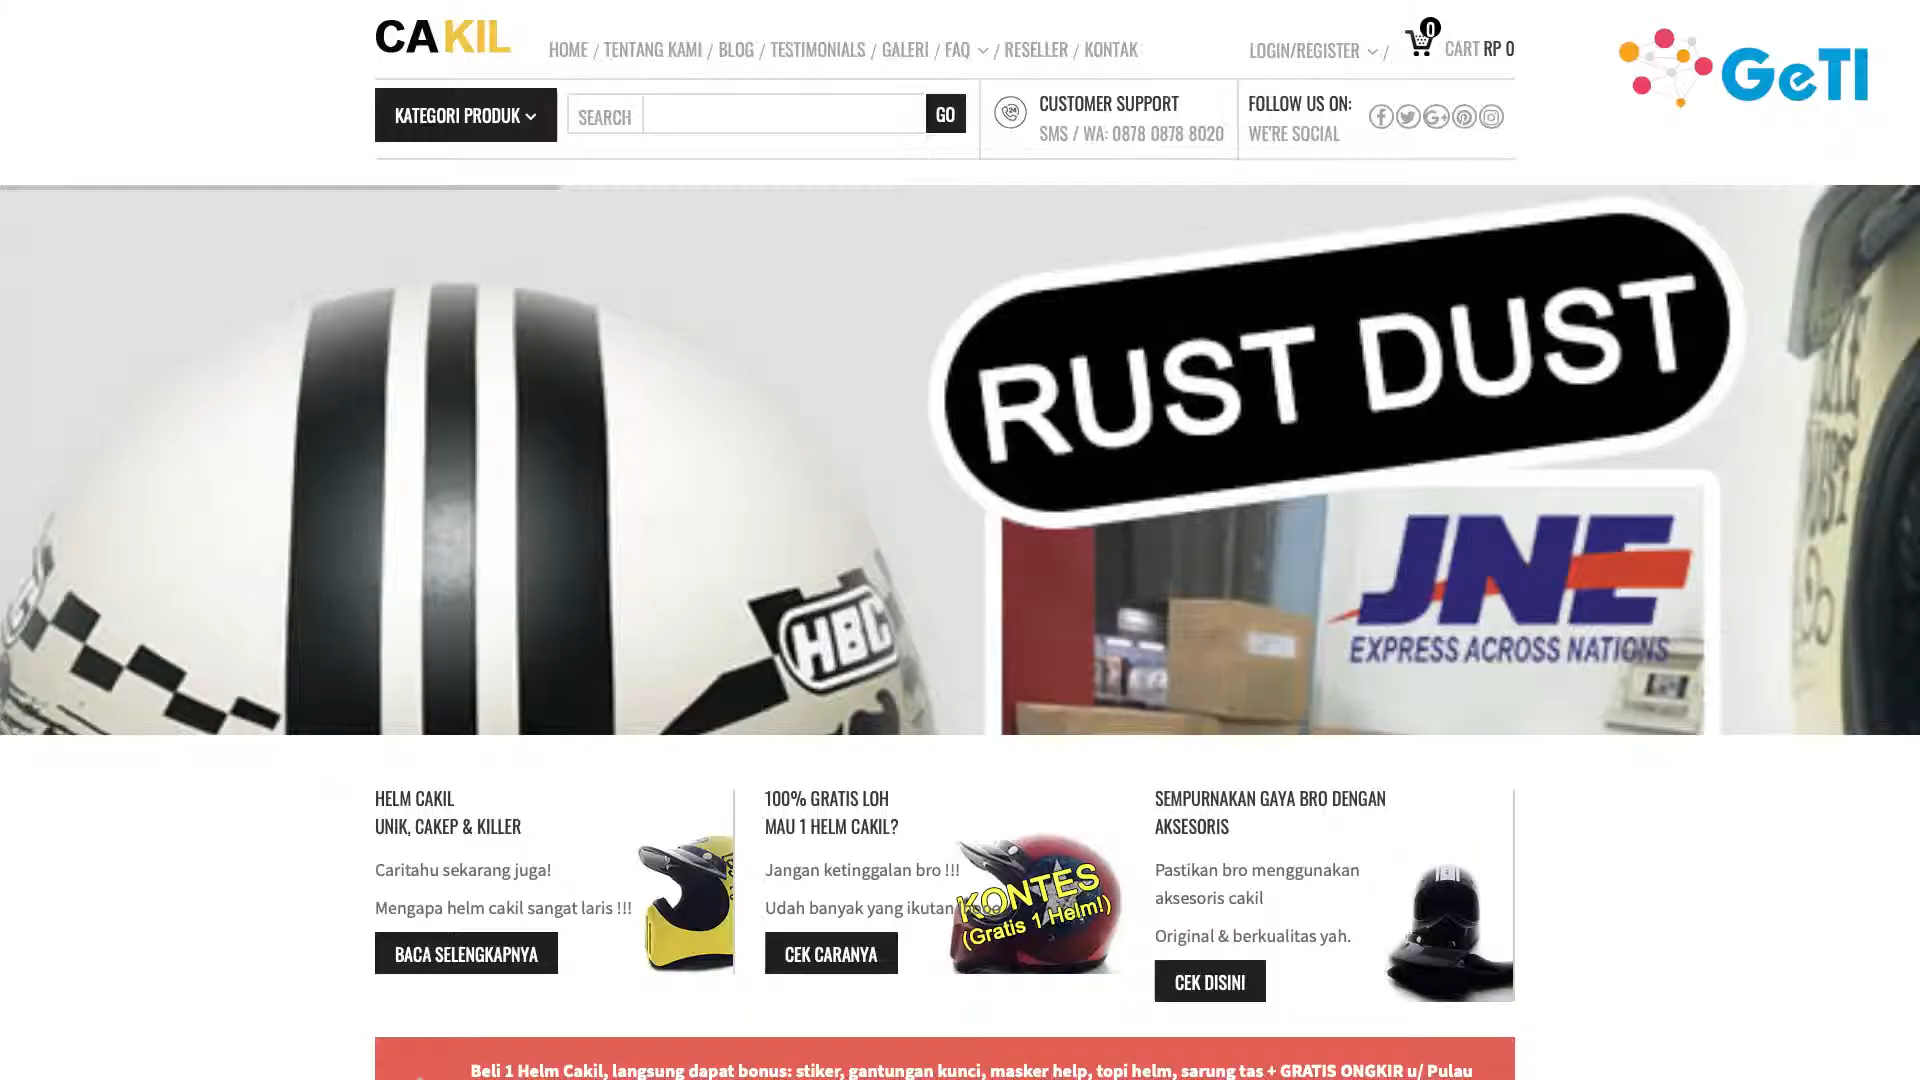 CAKIL
HOME / TENTANG KAMI / BLOG / TESTIMONIALS / GALERI / FAQ / RESELLER / KONTAK
LOGIN/REGISTER /
0
CART RP 0
GeTI
KATEGORI PRODUK
SEARCH
GO
24
CUSTOMER SUPPORT
SMS / WA: 0878 0878 8020
FOLLOW US ON:
WE'RE SOCIAL
RUST DUST
HBC
JNE
EXPRESS ACROSS NATIONS
HELM CAKIL
UNIK, CAKEP & KILLER
Caritahu sekarang juga!
Mengapa helm cakil sangat laris !!!
BACA SELENGKAPNYA
100% GRATIS LOH
MAU 1 HELM CAKIL?
Jangan ketinggalan bro !!!
Udah banyak yang ikutan
CEK CARANYA
KONTES
(Gratis 1 Helm!)
SEMPURNAKAN GAYA BRO DENGAN
AKSESORIS
Pastikan bro menggunakan
aksesoris cakil
Original & berkualitas yah.
CEK DISINI
Beli 1 Helm Cakil, langsung dapat bonus: stiker, gantungan kunci, masker help, topi helm, sarung tas + GRATIS ONGKIR u/ Pulau